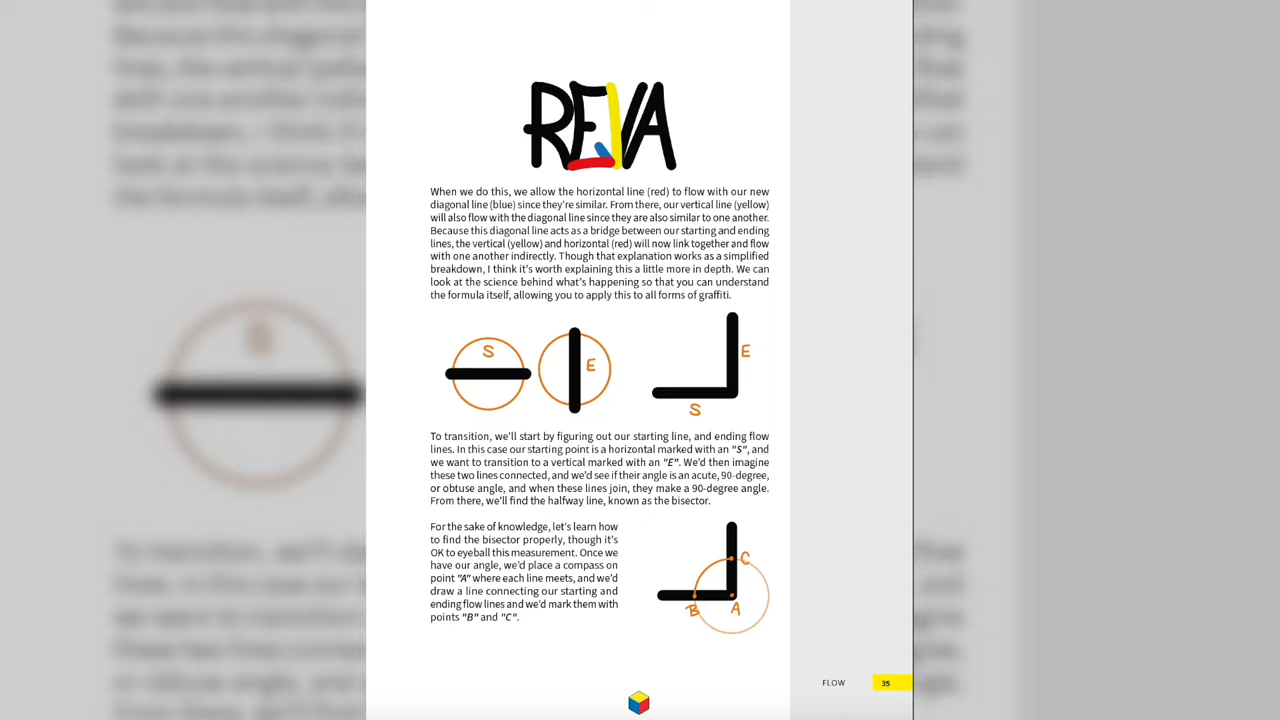 REVA
When we do this, we allow the horizontal line (red) to flow with our new
diagonal line (blue) since they're similar. From there, our vertical line (yellow)
will also flow with the diagonal line since they are also similar to one another.
Because this diagonal line acts as a bridge between our starting and ending
lines, the vertical (yellow) and horizontal (red) will now link together and flow
with one another indirectly. Though that explanation works as a simplified
breakdown, I think it's worth explaining this a little more in depth. We can
look at the science behind what's happening so that you can understand
the formula itself, allowing you to apply this to all forms of graffiti.
S
E
E
S
To transition, we'll start by figuring out our starting line, and ending flow
lines. In this case our starting point is a horizontal marked with an "S", and
we want to transition to a vertical marked with an "E". We'd then imagine
these two lines connected, and we'd see if their angle is an acute, 90-degree,
or obtuse angle, and when these lines join, they make a 90-degree angle.
From there, we'll find the halfway line, known as the bisector.
For the sake of knowledge, let's learn how
to find the bisector properly, though it's
OK to eyeball this measurement. Once we
have our angle, we'd place a compass on
point "A" where each line meets, and we'd
draw a line connecting our starting and
ending flow lines and we'd mark them with
points "B" and "C".
C
B
A
FLOW
35